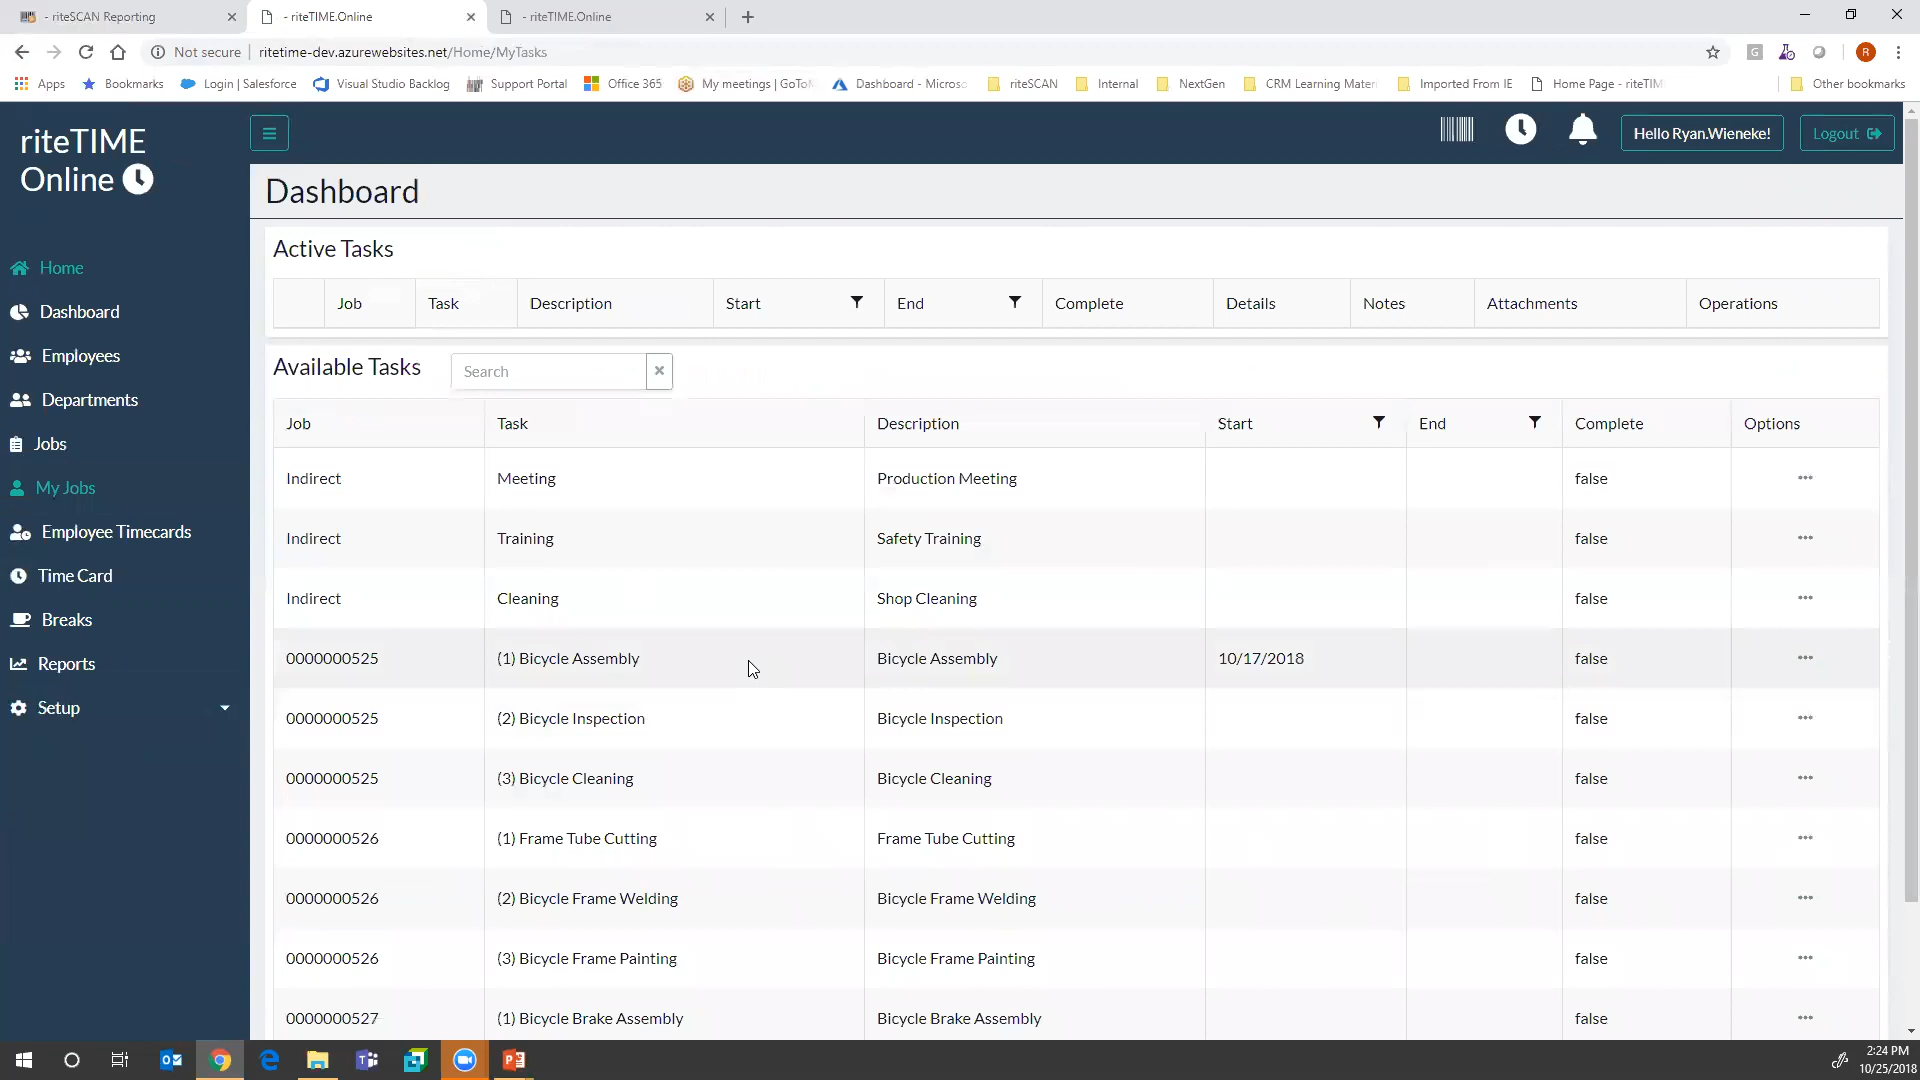 - riteSCAN Reporting
- riteTIME.Online
- riteTIME.Online
Not secure
ritetime-dev.azurewebsites.net/Home/MyTasks
G
R
Apps
Bookmarks
Login | Salesforce
Visual Studio Backlog
Support Portal
Office 365
My meetings | GoToM
Dashboard - Micros
riteSCAN
Internal
NextGen
CRM Learning Mater
Imported From IE
Home Page - riteTIM
Other bookmarks
riteTIME
Online
Hello Ryan.Wieneke!
Logout
Home
Dashboard
Employees
Departments
Jobs
My Jobs
Employee Timecards
Time Card
Breaks
Reports
Setup
Dashboard
Active Tasks
Job Task Description Start End Complete Details Notes Attachments Operations
Available Tasks
Search
Job Task Description Start End Complete Options
Indirect Meeting Production Meeting false
Indirect Training Safety Training false
Indirect Cleaning Shop Cleaning false
0000000525 (1) Bicycle Assembly Bicycle Assembly 10/17/2018 false
0000000525 (2) Bicycle Inspection Bicycle Inspection false
0000000525 (3) Bicycle Cleaning Bicycle Cleaning false
0000000526 (1) Frame Tube Cutting Frame Tube Cutting false
0000000526 (2) Bicycle Frame Welding Bicycle Frame Welding false
0000000526 (3) Bicycle Frame Painting Bicycle Frame Painting false
0000000527 (1) Bicycle Brake Assembly Bicycle Brake Assembly false
2:24 PM
10/25/2018